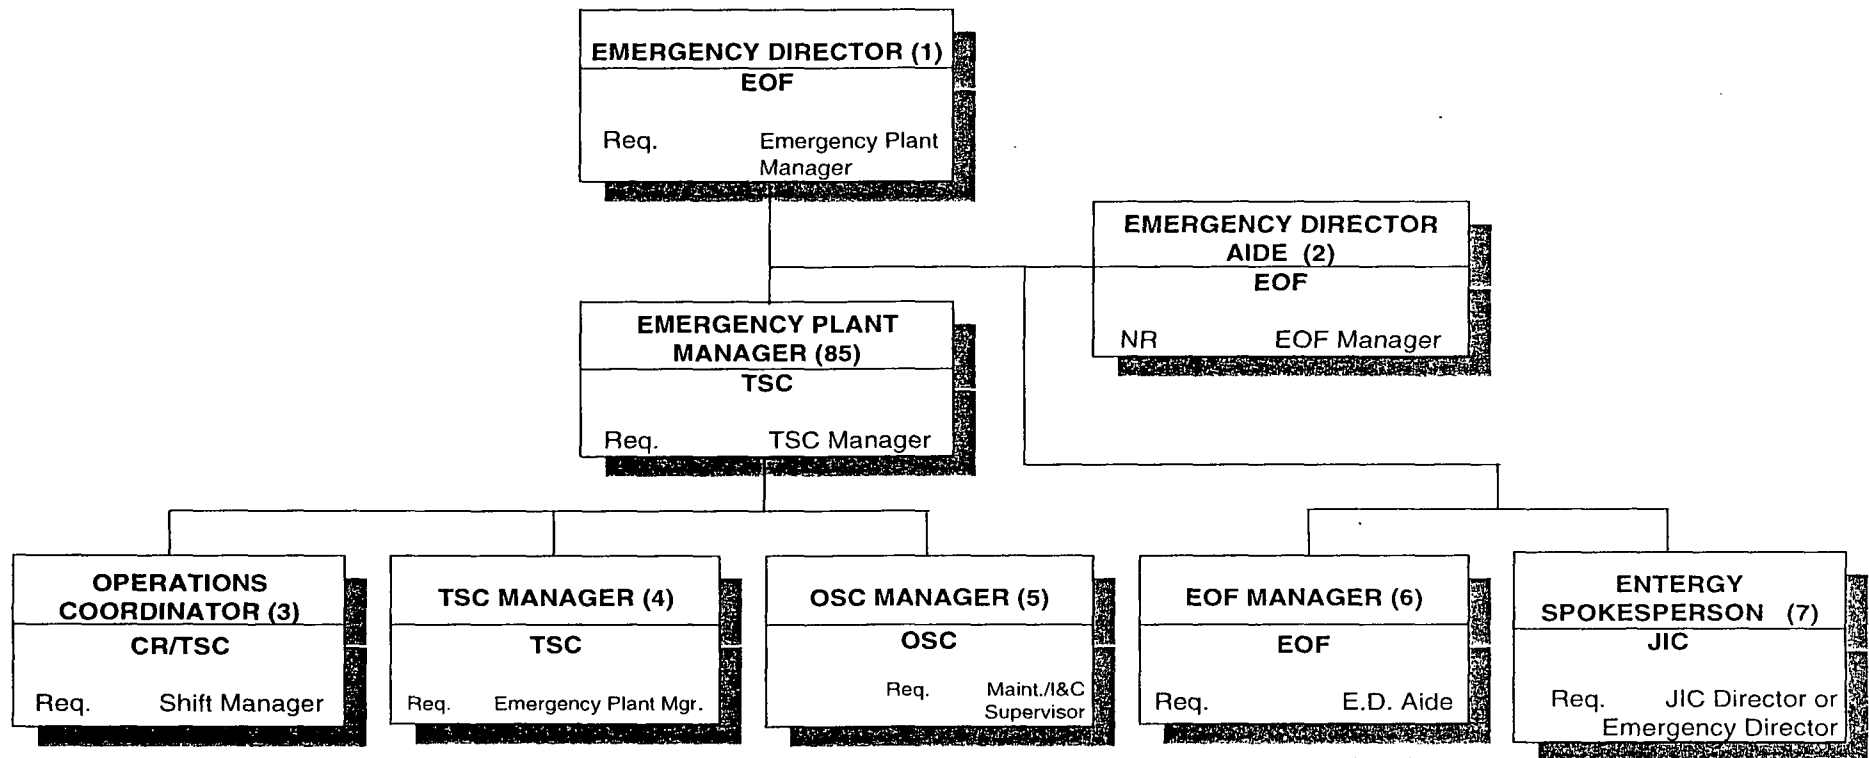 EMERGENCY DIRECTOR (1)
EOF
Req. Emergency Plant
Manager
EMERGENCY DIRECTOR
AIDE (2)
EOF
NR EOF Manager
EMERGENCY PLANT
MANAGER (85)
TSC
Req. TSC Manager
OPERATIONS
COORDINATOR (3)
CR/TSC
Req. Shift Manager
TSC MANAGER (4)
TSC
Req. Emergency Plant Mgr.
OSC MANAGER (5)
OSC
Req. Maint./I&C
Supervisor
EOF MANAGER (6)
EOF
Req. E.D. Aide
ENTERGY
SPOKESPERSON (7)
JIC
Req. JIC Director or
Emergency Director